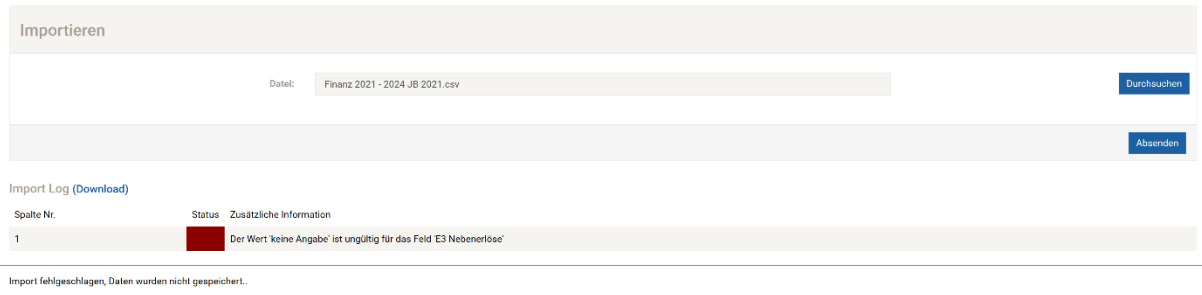 Importieren
Datei: Finanz 2021 - 2024 JB 2021.csv Durchsuchen
Absenden
Import Log (Download)
Spalte Nr. Status Zusätzliche Information
1 Der Wert 'keine Angabe' ist ungültig für das Feld 'E3 Nebenerlöse'
Import fehlgeschlagen, Daten wurden nicht gespeichert..